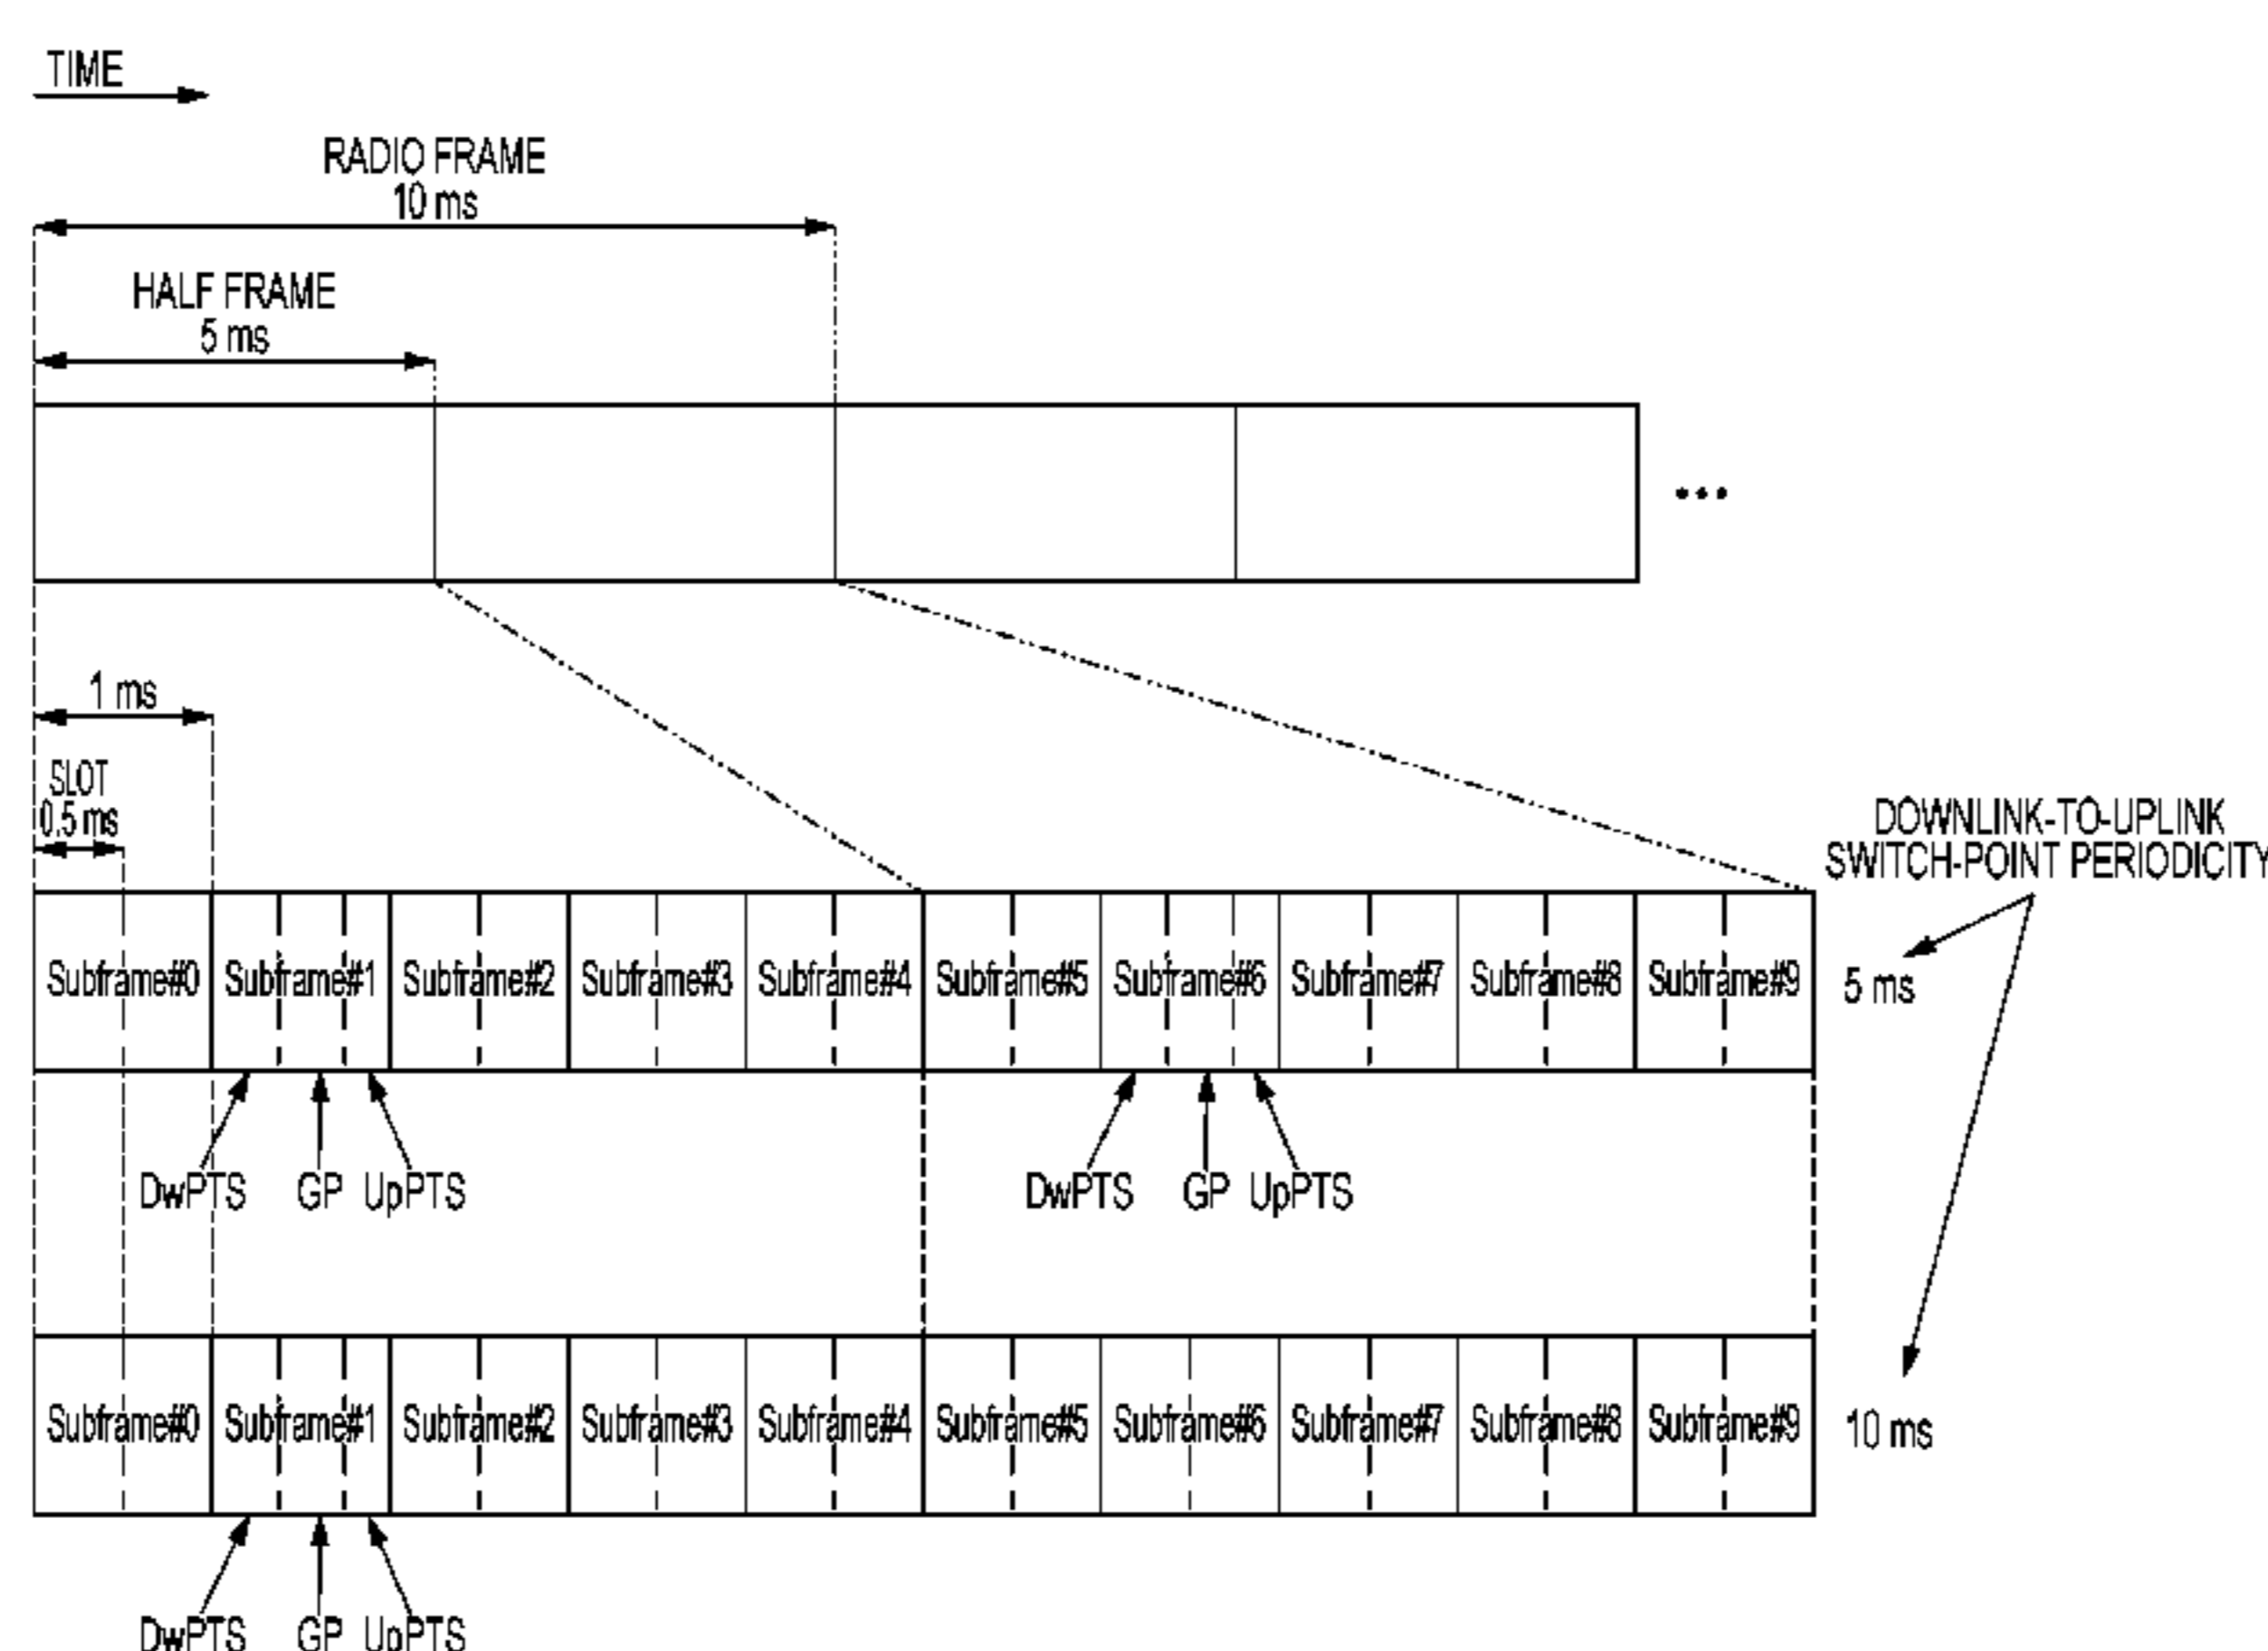 TIME
RADIO FRAME
10 ms
HALF FRAME
5 ms
•••
1 ms
SLOT
0.5 ms
DOWNLINK-TO-UPLINK
SWITCH-POINT PERIODICITY
Subframe#0 Subframe#1 Subframe#2 Subframe#3 Subframe#4 Subframe#5 Subframe#6 Subframe#7 Subframe#8 Subframe#9 5 ms
DwPTS GP UpPTS DwPTS GP UpPTS
Subframe#0 Subframe#1 Subframe#2 Subframe#3 Subframe#4 Subframe#5 Subframe#6 Subframe#7 Subframe#8 Subframe#9 10 ms
DwPTS GP UpPTS